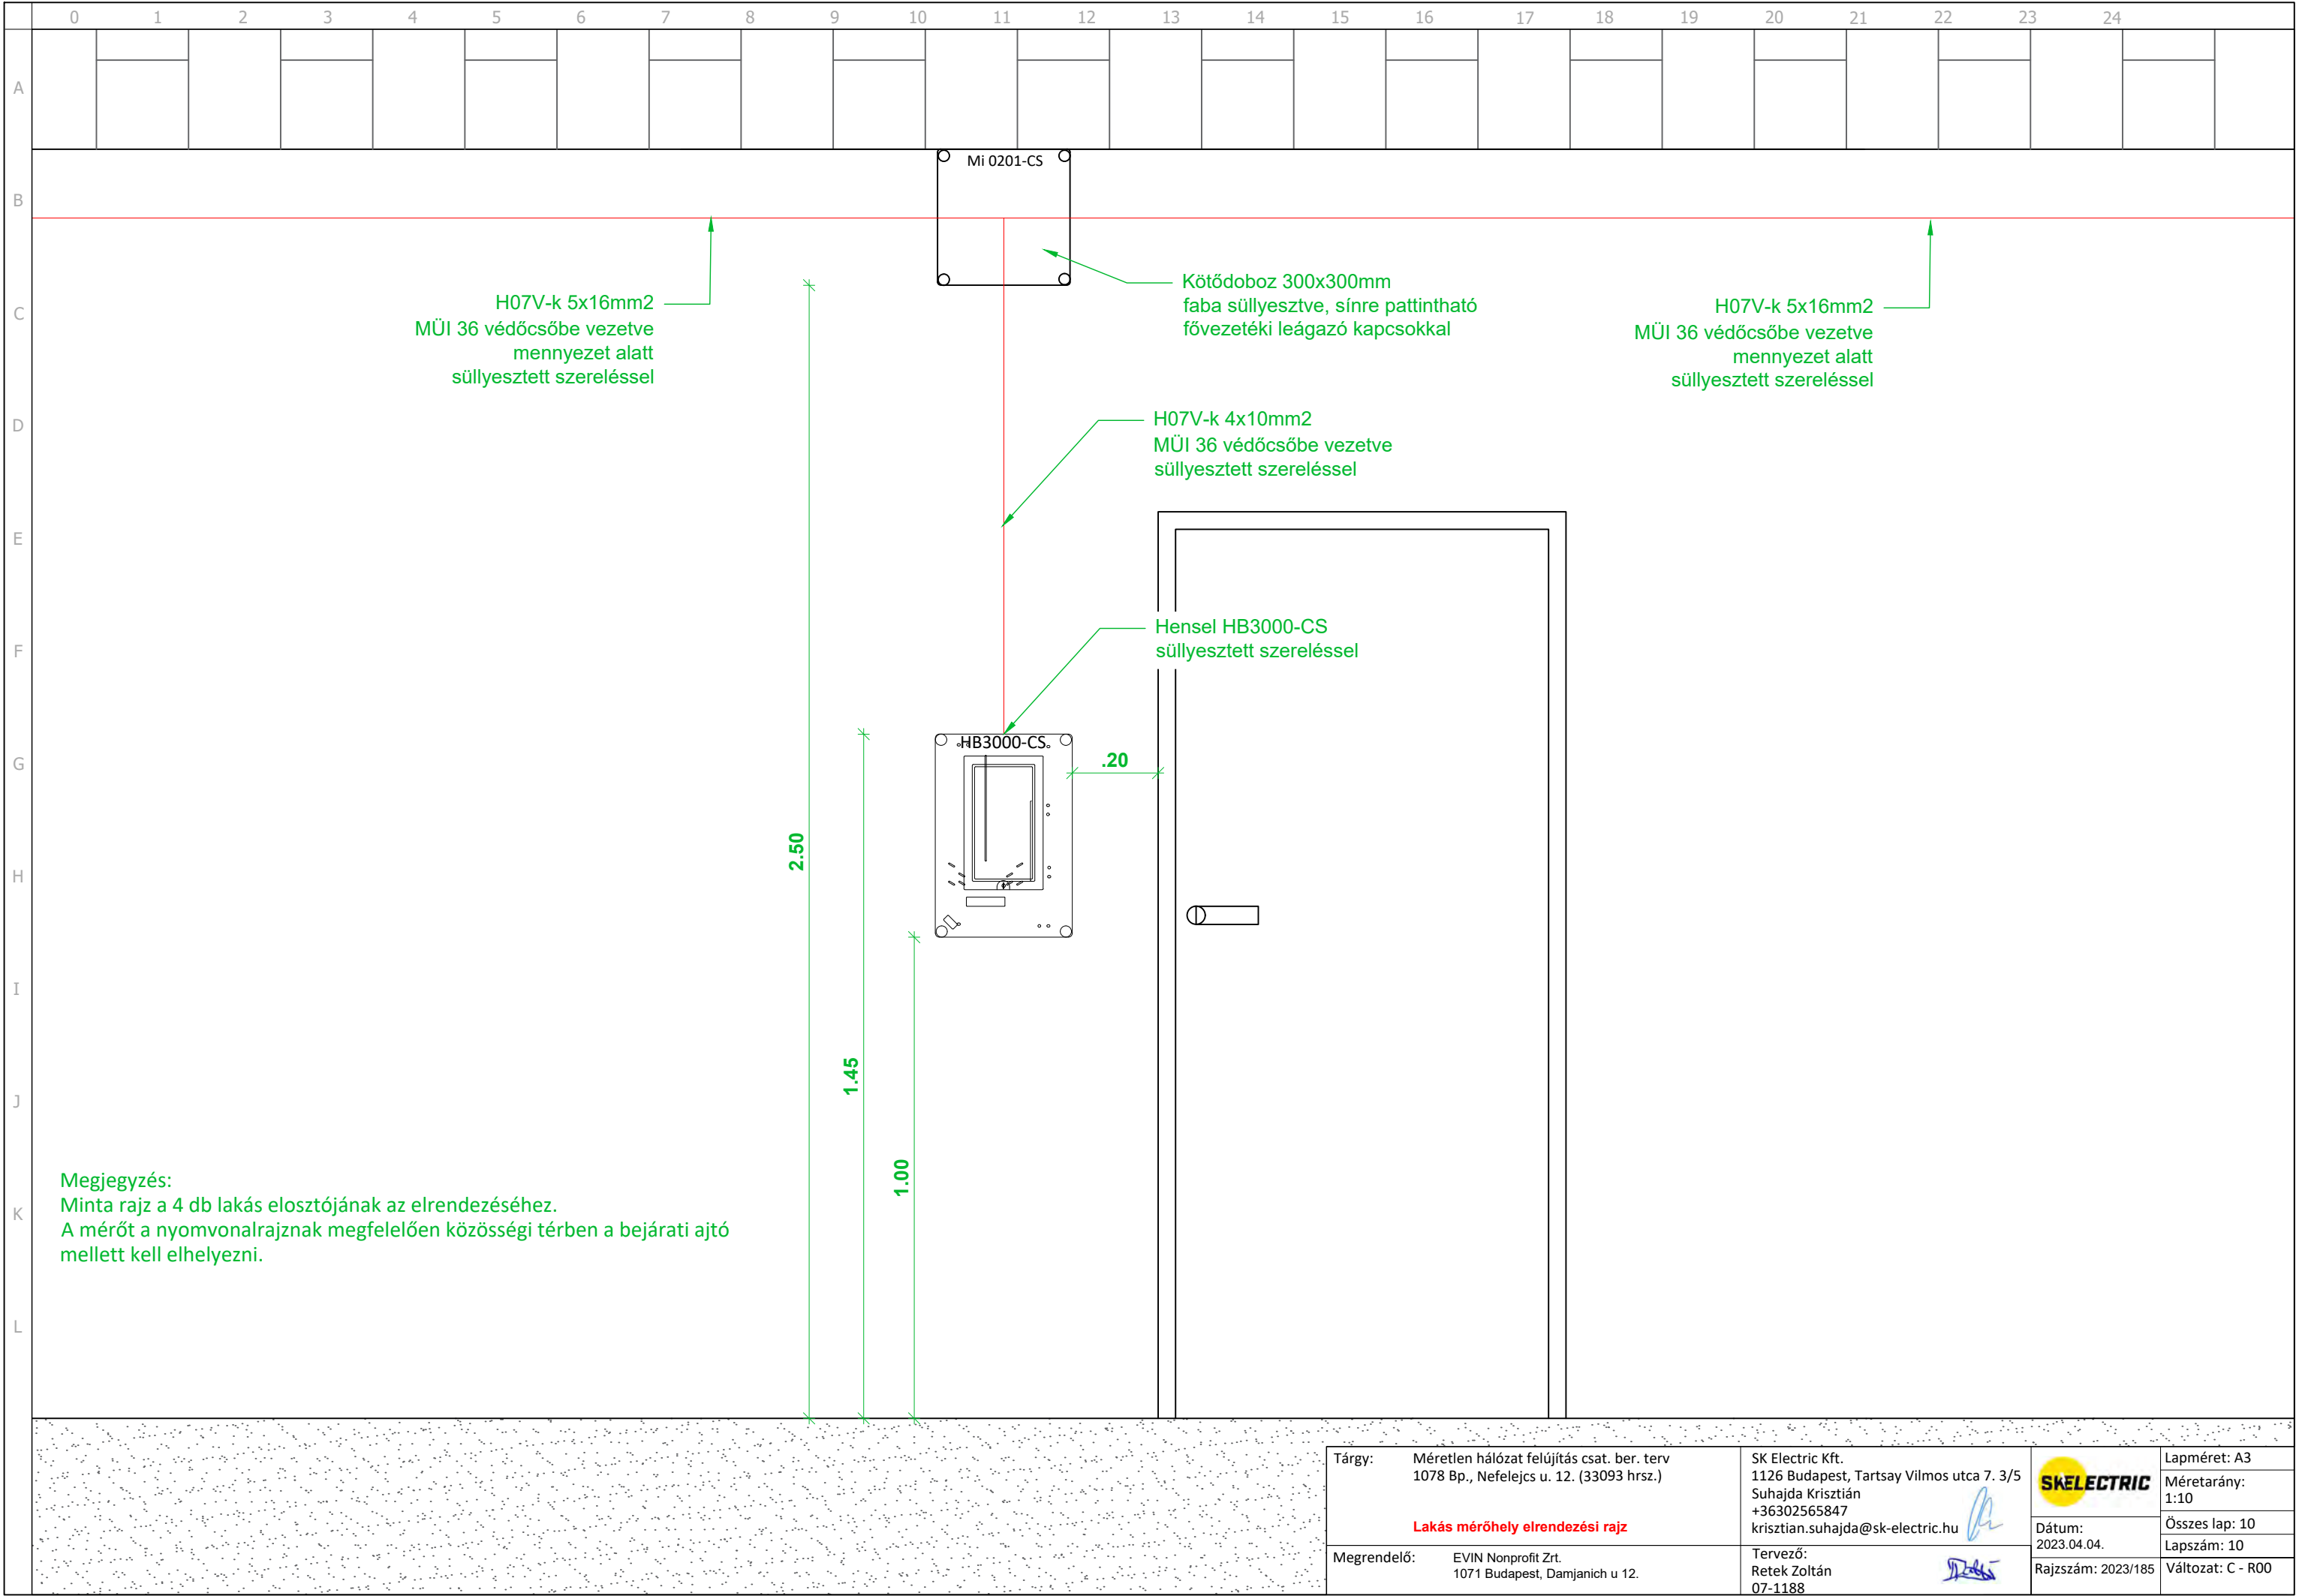 0 1 2 3 4 5 6 7 8 9 10 11 12 13 14 15 16 17 18 19 20 21 22 23 24
A
B
C
D
E
F
G
H
I
J
K
L
Mi 0201-CS
Kötődoboz 300x300mm
faba süllyesztve, sínre pattintható
fővezetéki leágazó kapcsokkal
H07V-k 5x16mm2
MÜI 36 védőcsőbe vezetve
mennyezet alatt
süllyesztett szereléssel
H07V-k 5x16mm2
MÜI 36 védőcsőbe vezetve
mennyezet alatt
süllyesztett szereléssel
H07V-k 4x10mm2
MÜI 36 védőcsőbe vezetve
süllyesztett szereléssel
Hensel HB3000-CS
süllyesztett szereléssel
HB3000-CS
.20
2.50
1.45
1.00
Megjegyzés:
Minta rajz a 4 db lakás elosztójának az elrendezéséhez.
A mérőt a nyomvonalrajznak megfelelően közösségi térben a bejárati ajtó
mellett kell elhelyezni.
Tárgy: Méretlen hálózat felújítás csat. ber. terv
1078 Bp., Nefelejcs u. 12. (33093 hrsz.)
Lakás mérőhely elrendezési rajz
Megrendelő: EVIN Nonprofit Zrt.
1071 Budapest, Damjanich u 12.
SK Electric Kft.
1126 Budapest, Tartsay Vilmos utca 7. 3/5
Suhajda Krisztián
+36302565847
krisztian.suhajda@sk-electric.hu
Tervező:
Retek Zoltán
07-1188
SKELECTRIC
Dátum:
2023.04.04.
Rajzszám: 2023/185
Lapméret: A3
Méretarány:
1:10
Összes lap: 10
Lapszám: 10
Változat: C - R00